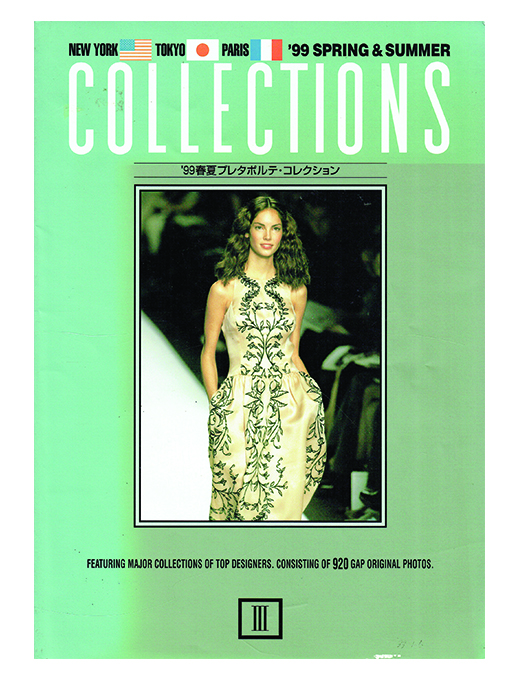 NEW YORK TOKYO PARIS '99 SPRING & SUMMER
COLLECTIONS
'99春夏プレタポルテ・コレクション
FEATURING MAJOR COLLECTIONS OF TOP DESIGNERS. CONSISTING OF 920 GAP ORIGINAL PHOTOS.
III